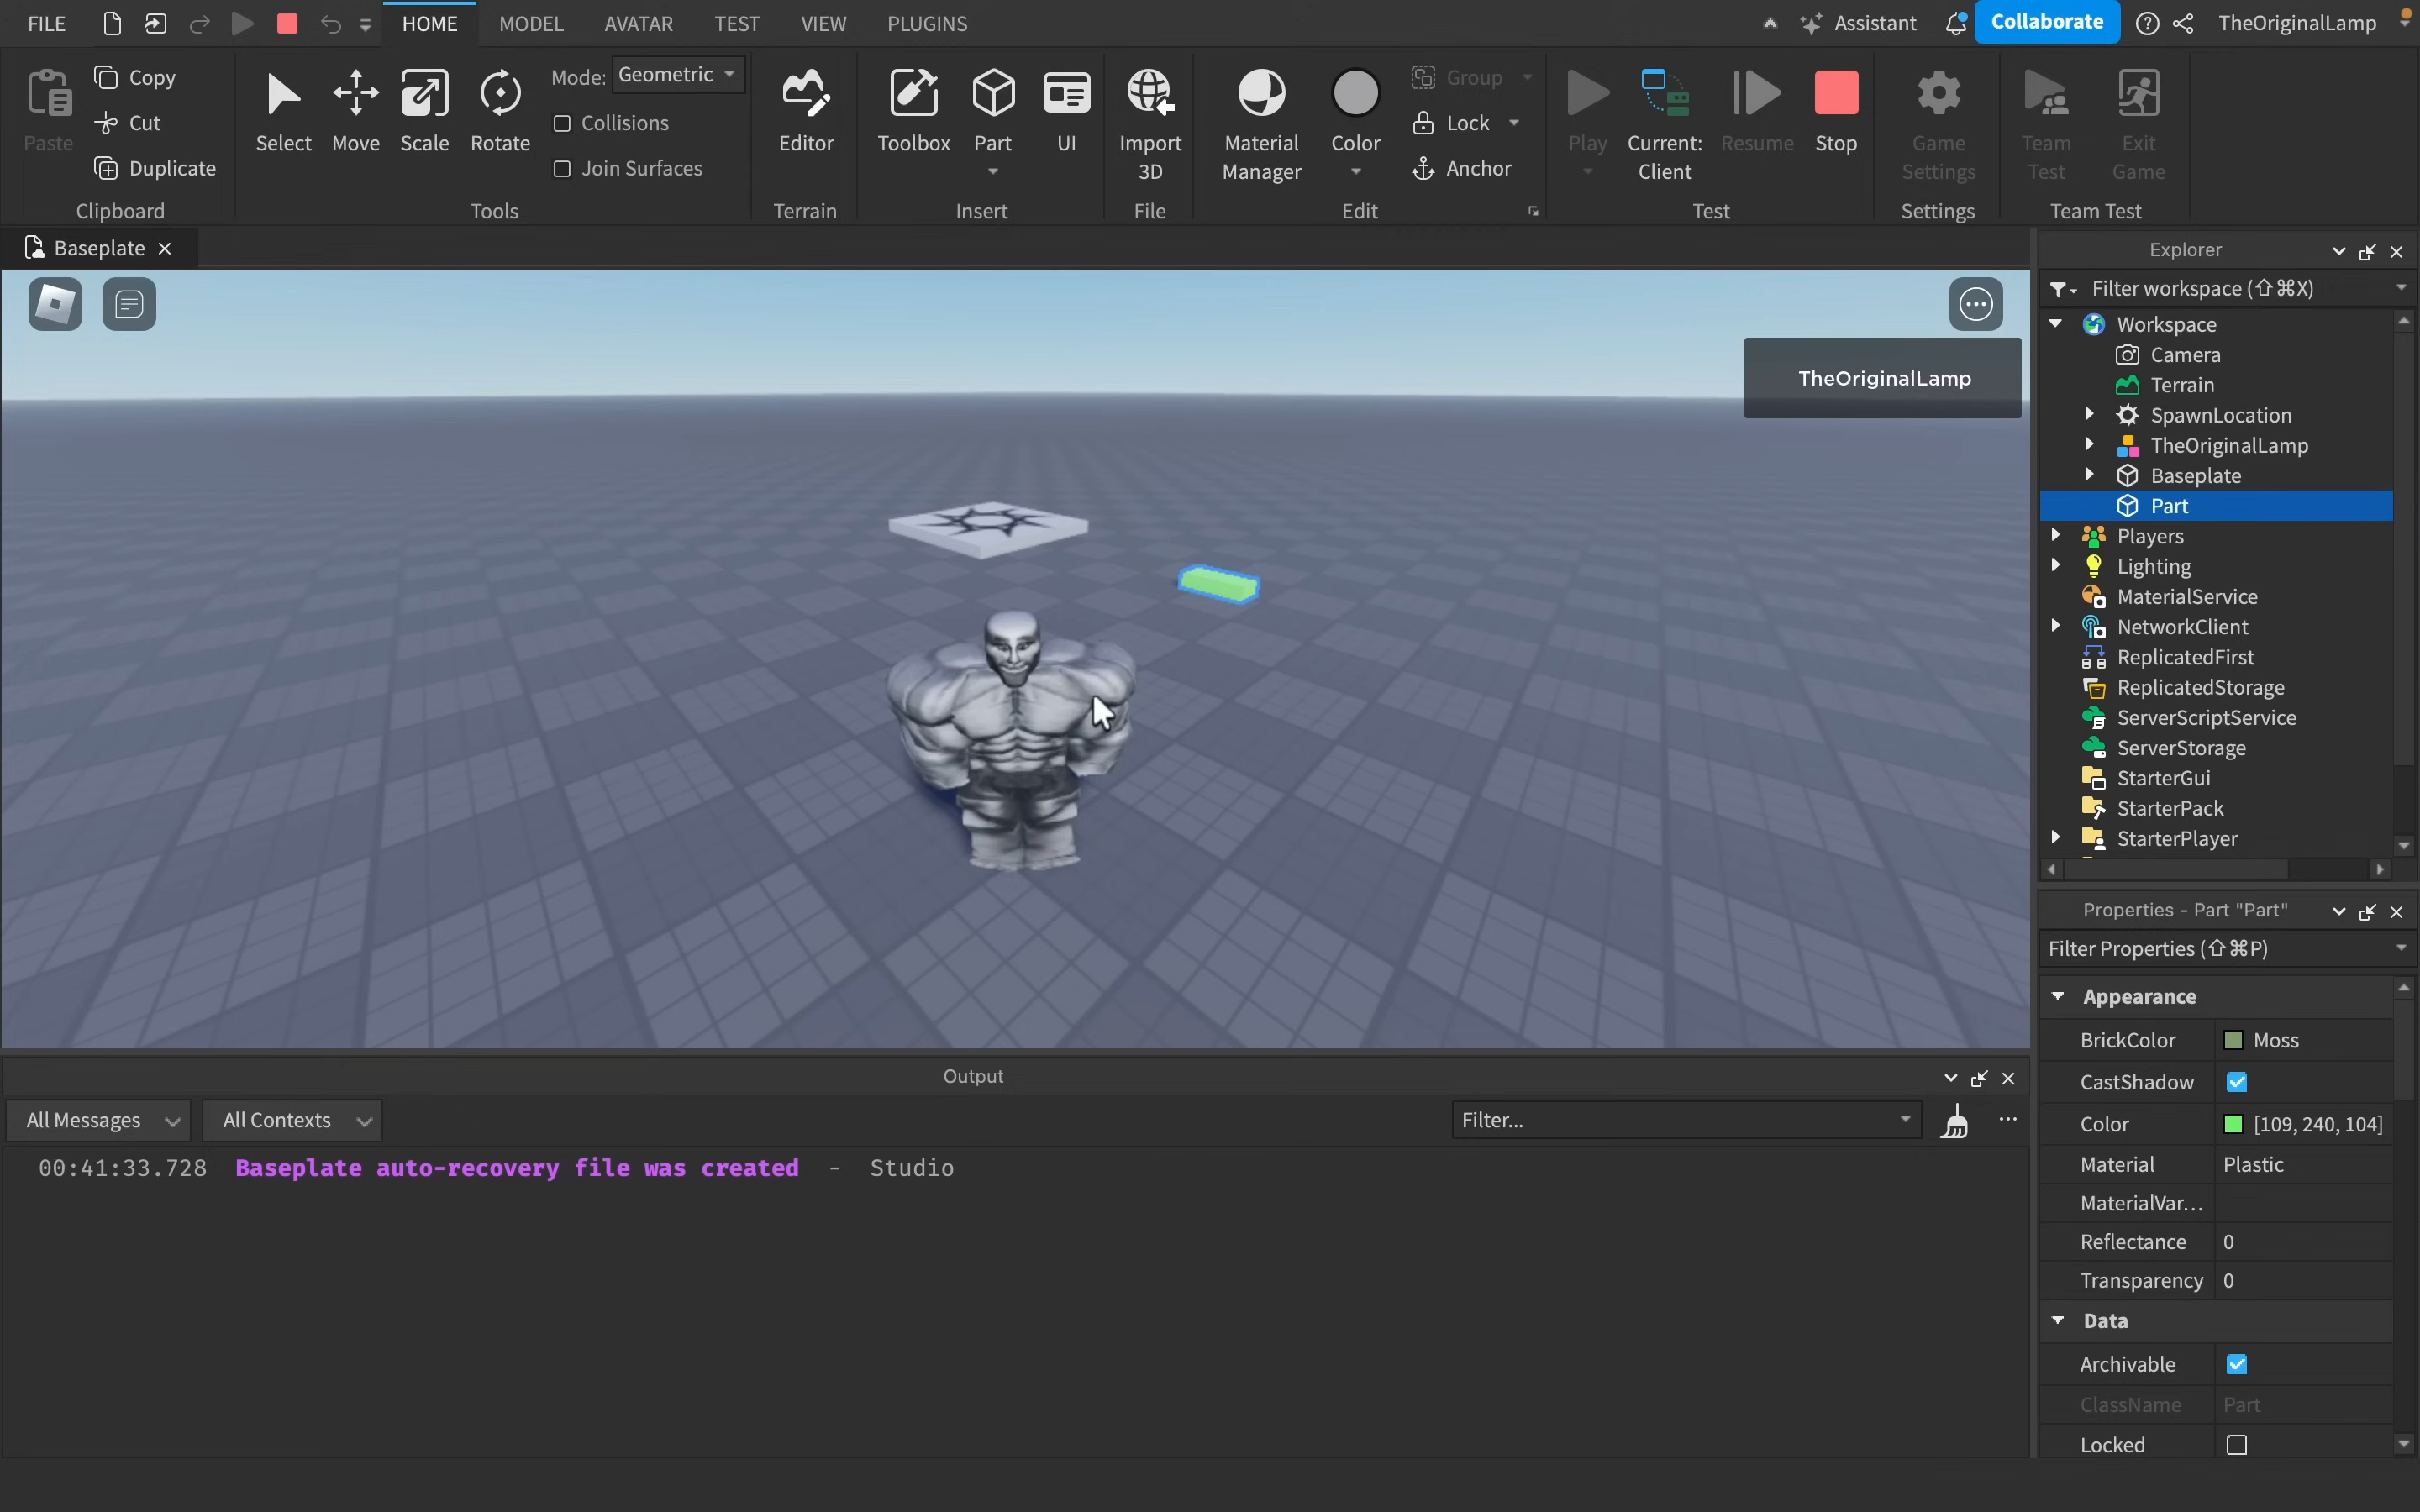 FILE
HOME
MODEL
AVATAR
TEST
VIEW
PLUGINS
Assistant
Collaborate
TheOriginalLamp
Paste
Copy
Cut
Duplicate
Clipboard
Select
Move
Scale
Rotate
Mode: Geometric
Collisions
Join Surfaces
Tools
Editor
Terrain
Toolbox
Part
UI
Insert
Import
3D
File
Material
Manager
Color
Group
Lock
Anchor
Edit
Play
Current:
Client
Resume
Stop
Test
Game
Settings
Settings
Team
Test
Exit
Game
Team Test
Baseplate
TheOriginalLamp
Explorer
Filter workspace (⇧⌘X)
Workspace
Camera
Terrain
SpawnLocation
TheOriginalLamp
Baseplate
Part
Players
Lighting
MaterialService
NetworkClient
ReplicatedFirst
ReplicatedStorage
ServerScriptService
ServerStorage
StarterGui
StarterPack
StarterPlayer
Properties - Part "Part"
Filter Properties (⇧⌘P)
Appearance
BrickColor Moss
CastShadow
Color [109, 240, 104]
Material Plastic
MaterialVar...
Reflectance 0
Transparency 0
Data
Archivable
ClassName Part
Locked
Output
All Messages
All Contexts
Filter...
00:41:33.728 Baseplate auto-recovery file was created - Studio